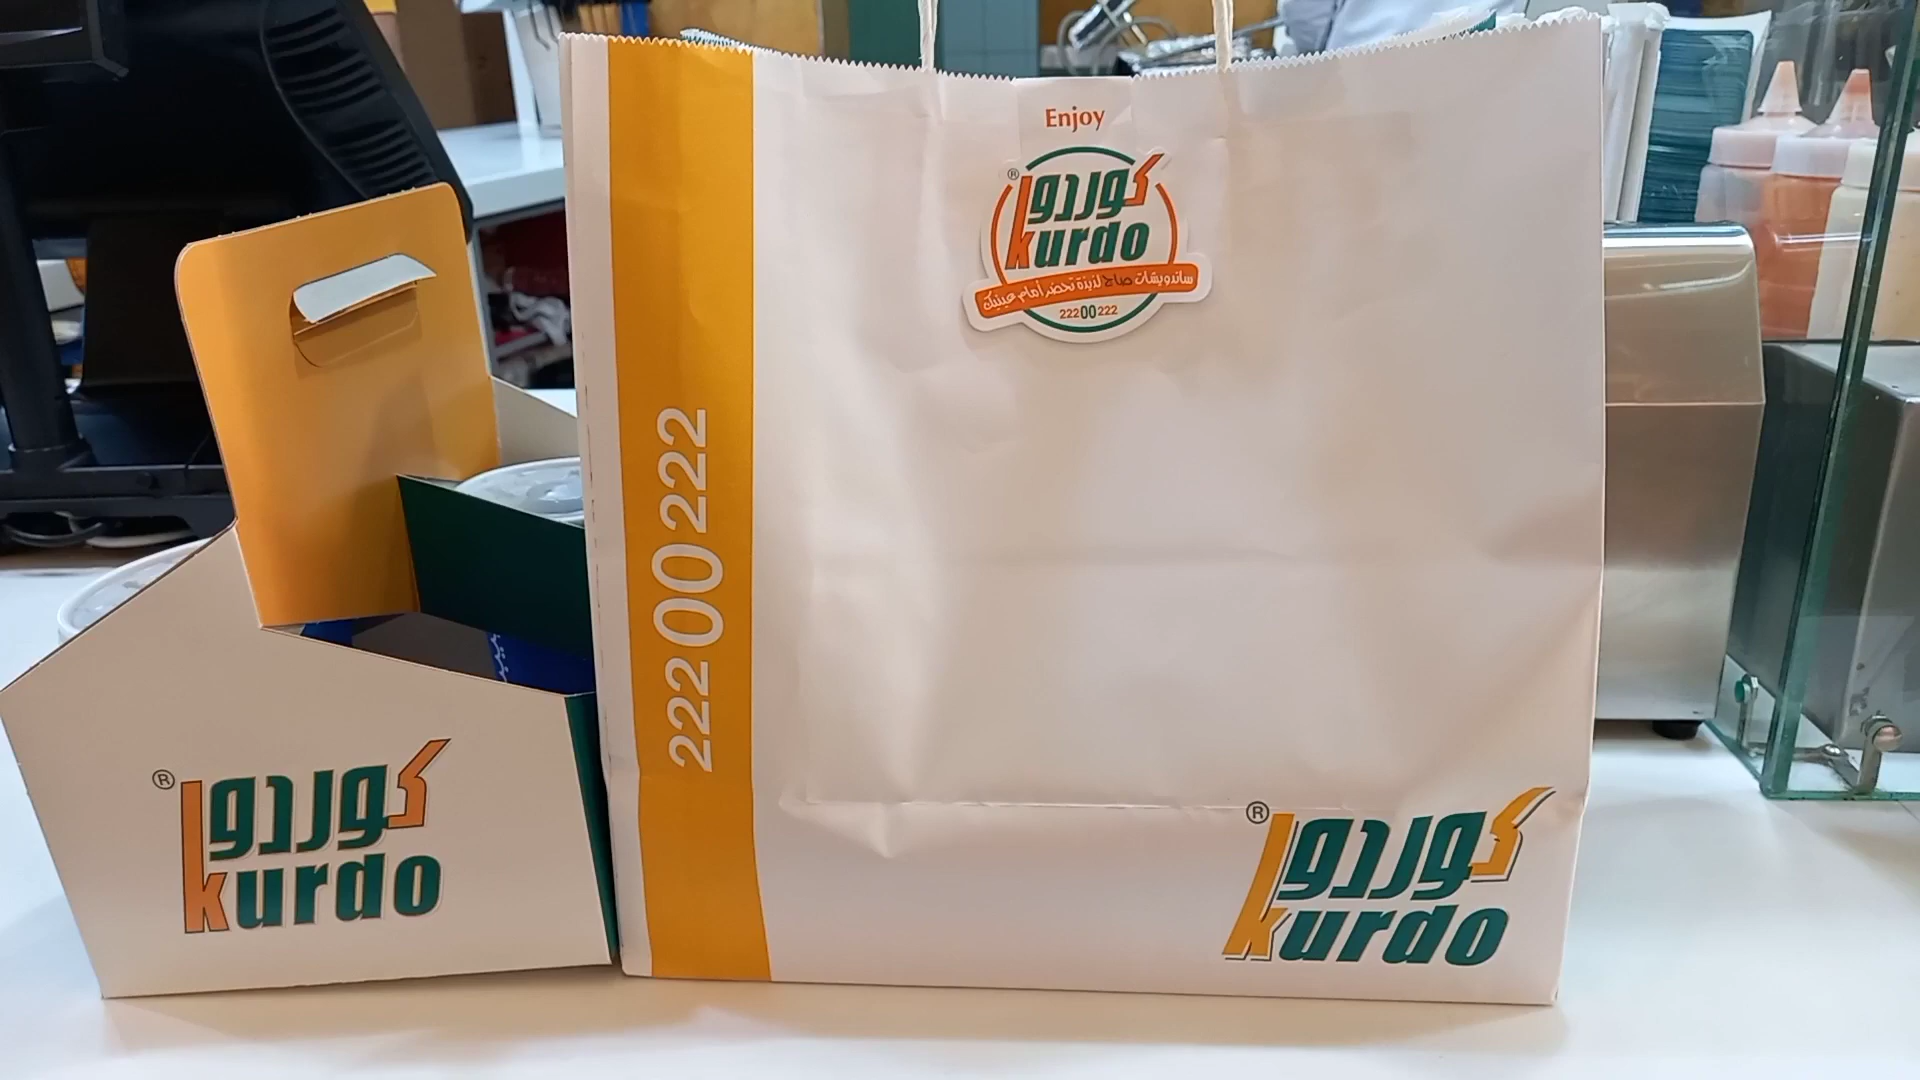 Enjoy
®
كوردو
kurdo
ساندويشات صاج لذيذة تحضر أمام عينيك
22200222
22200222
®
كوردو
kurdo
®
كوردو
kurdo